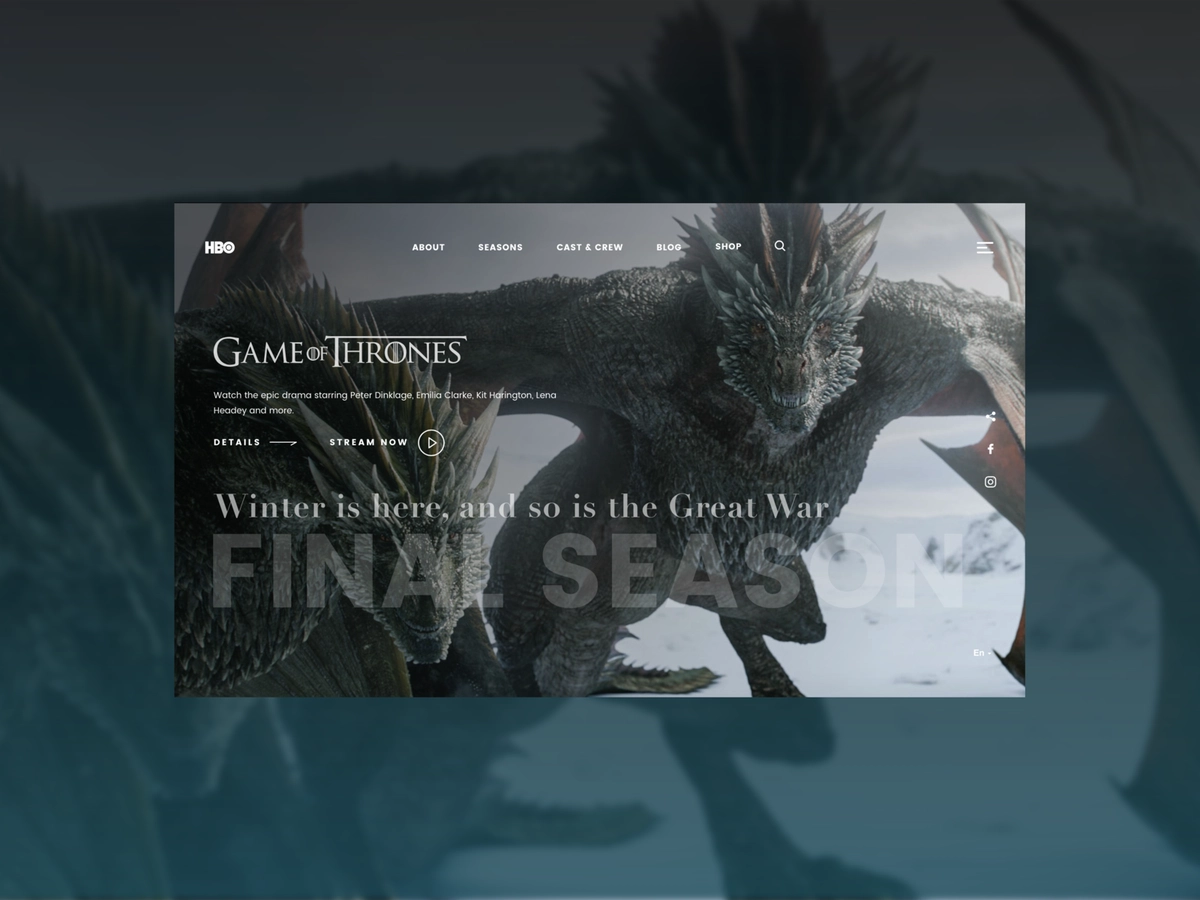 HBO
ABOUT SEASONS CAST & CREW BLOG SHOP
GAME OF THRONES
Watch the epic drama starring Peter Dinklage, Emilia Clarke, Kit Harington, Lena
Headey and more.
DETAILS STREAM NOW
Winter is here, and so is the Great War
FINAL SEASON
En